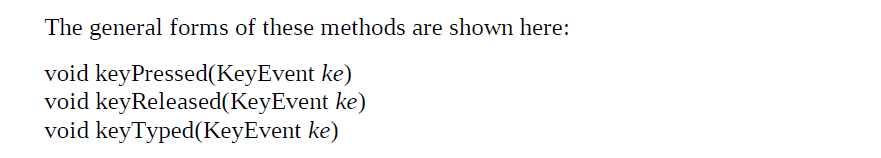 The general forms of these methods are shown here:
void keyPressed(KeyEvent ke)
void keyReleased(KeyEvent ke)
void keyTyped(KeyEvent ke)